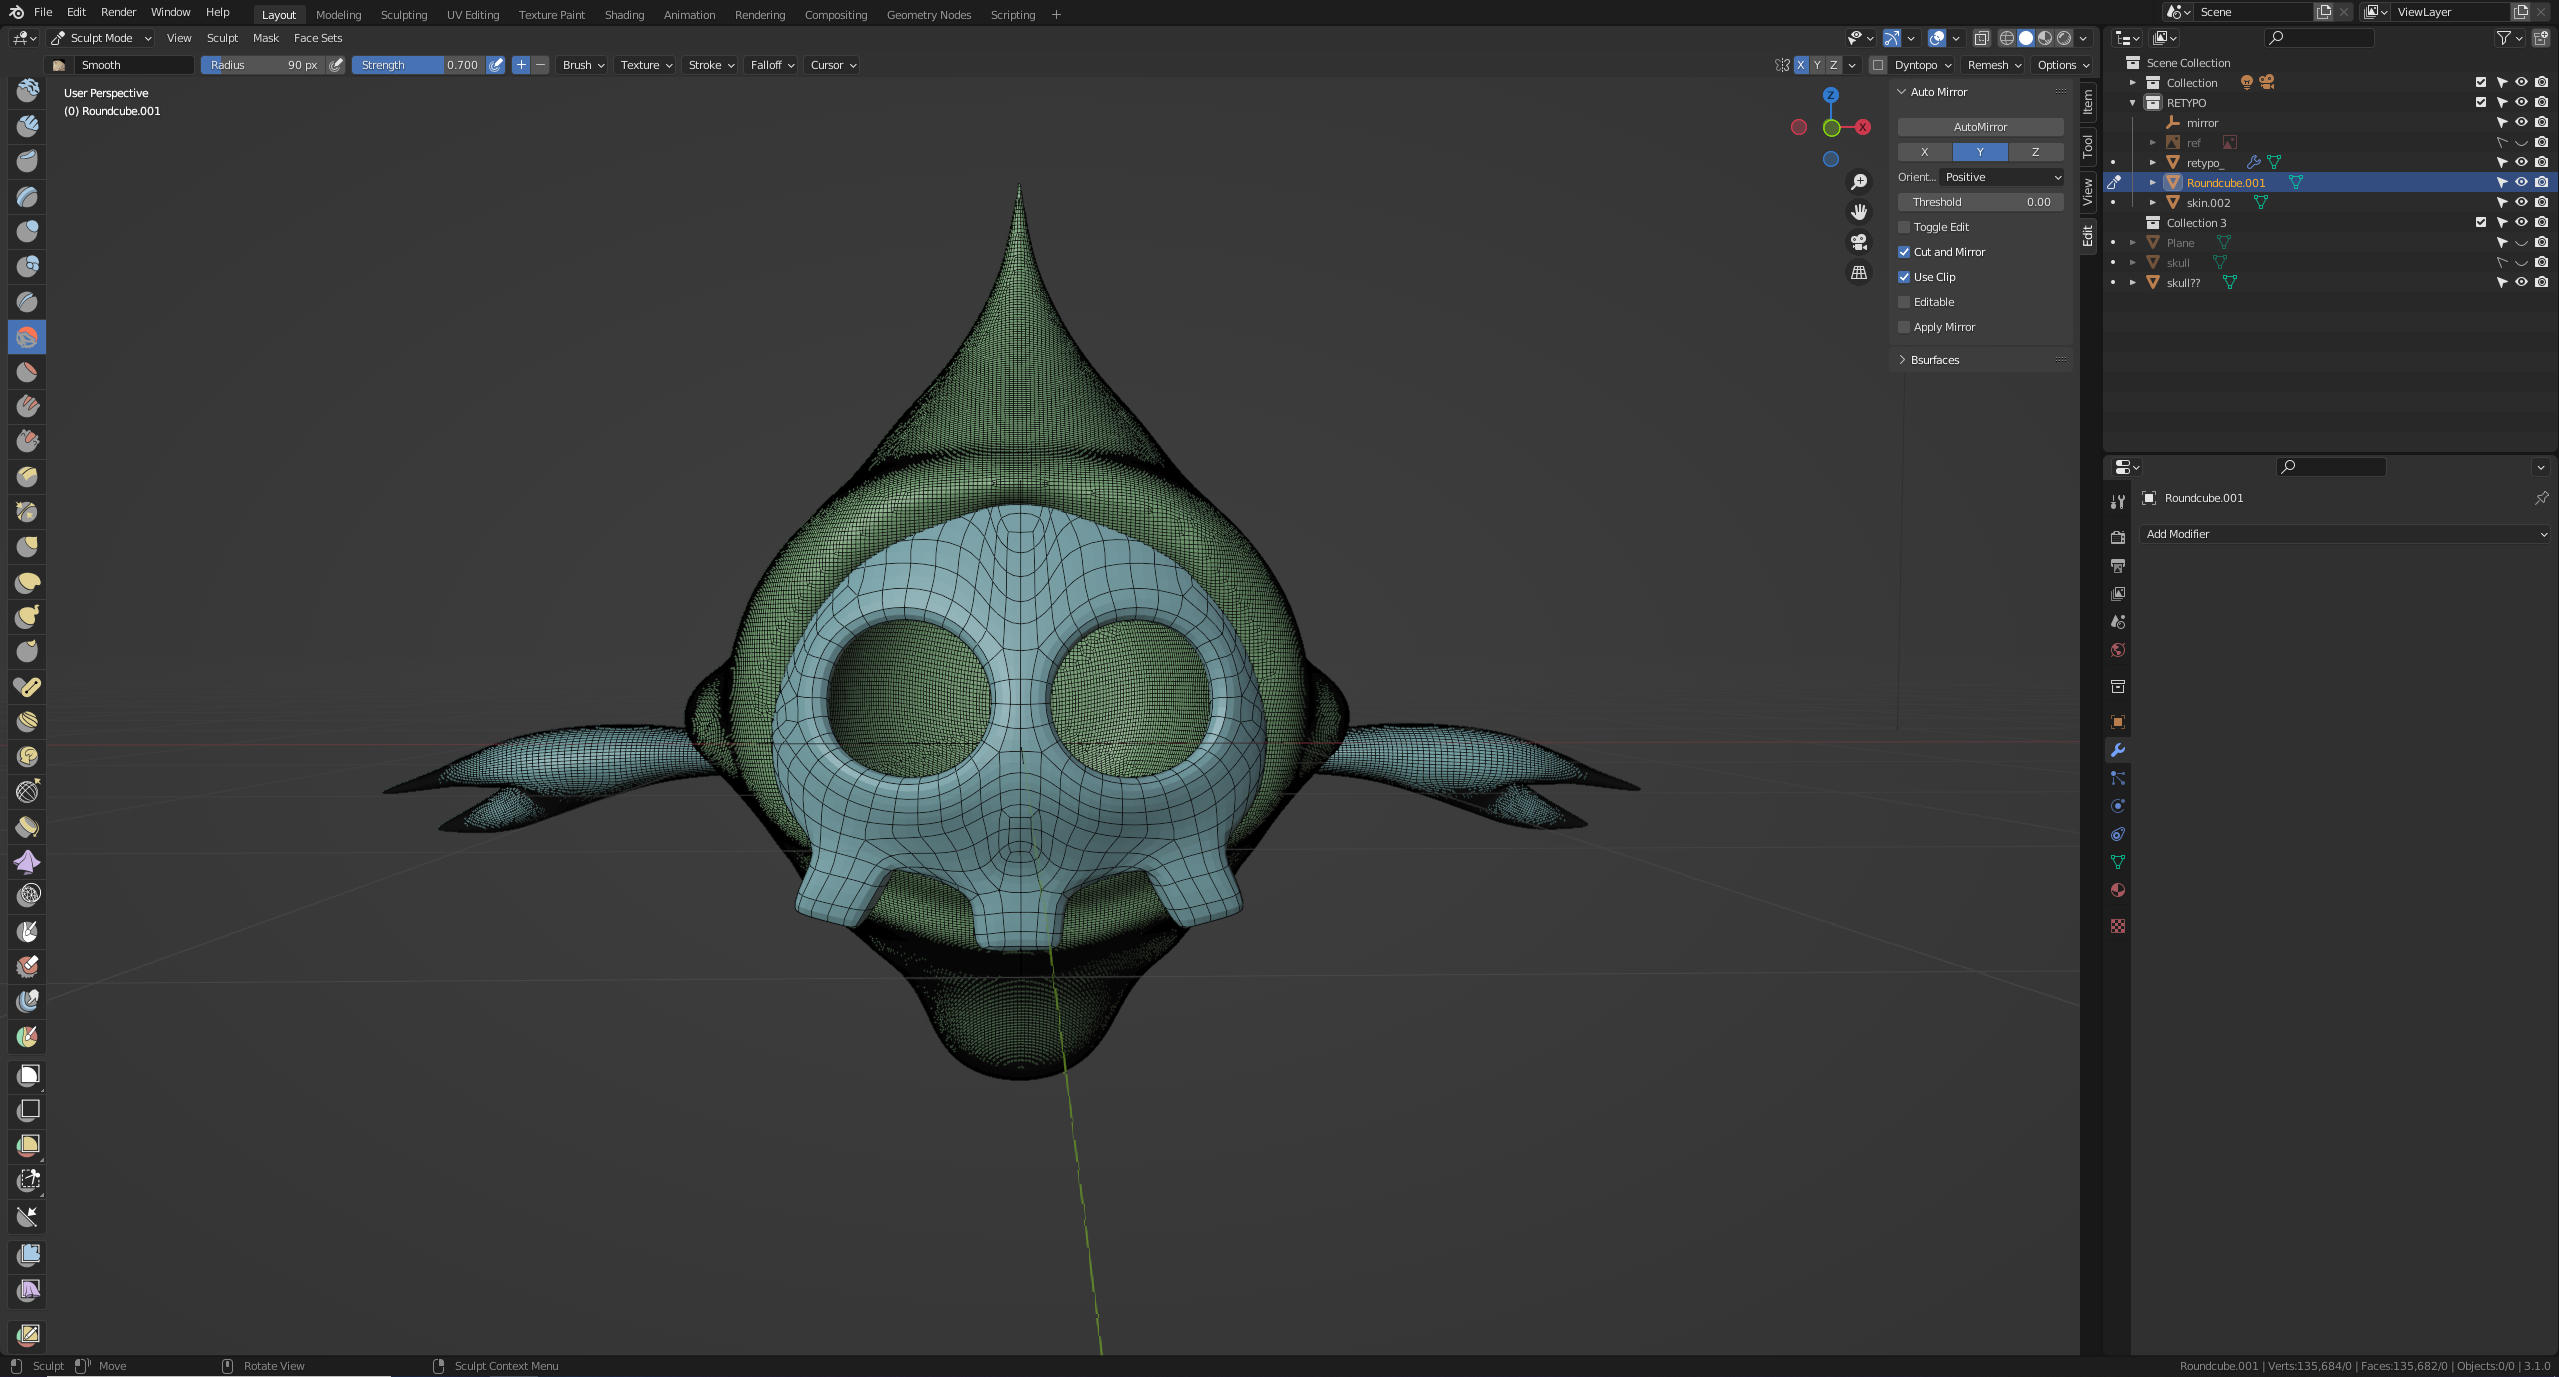 File Edit Render Window Help Layout Modeling Sculpting UV Editing Texture Paint Shading Animation Rendering Compositing Geometry Nodes Scripting + Scene ViewLayer
Sculpt Mode View Sculpt Mask Face Sets
Smooth Radius 90 px Strength 0.700 + − Brush Texture Stroke Falloff Cursor X Y Z Dyntopo Remesh Options
User Perspective
(0) Roundcube.001
Z
X
Auto Mirror
AutoMirror
X Y Z
Orient... Positive
Threshold 0.00
Toggle Edit
Cut and Mirror
Use Clip
Editable
Apply Mirror
Bsurfaces
Item
Tool
View
Edit
Scene Collection
Collection
RETYPO
mirror
ref
retypo_
Roundcube.001
skin.002
Collection 3
Plane
skull
skull??
Roundcube.001
Add Modifier
Sculpt Move Rotate View Sculpt Context Menu
Roundcube.001 | Verts:135,684/0 | Faces:135,682/0 | Objects:0/0 | 3.1.0